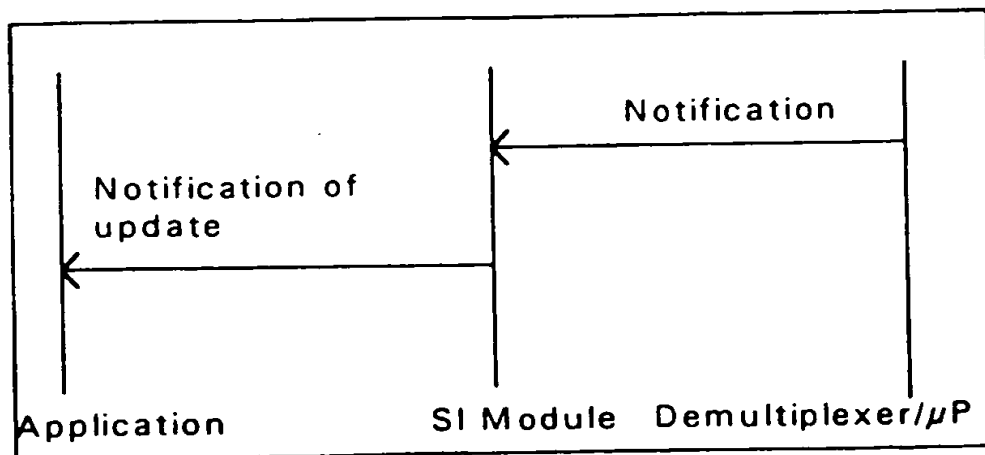 Notification
Notification of
update
Application
SI Module
Demultiplexer/µP